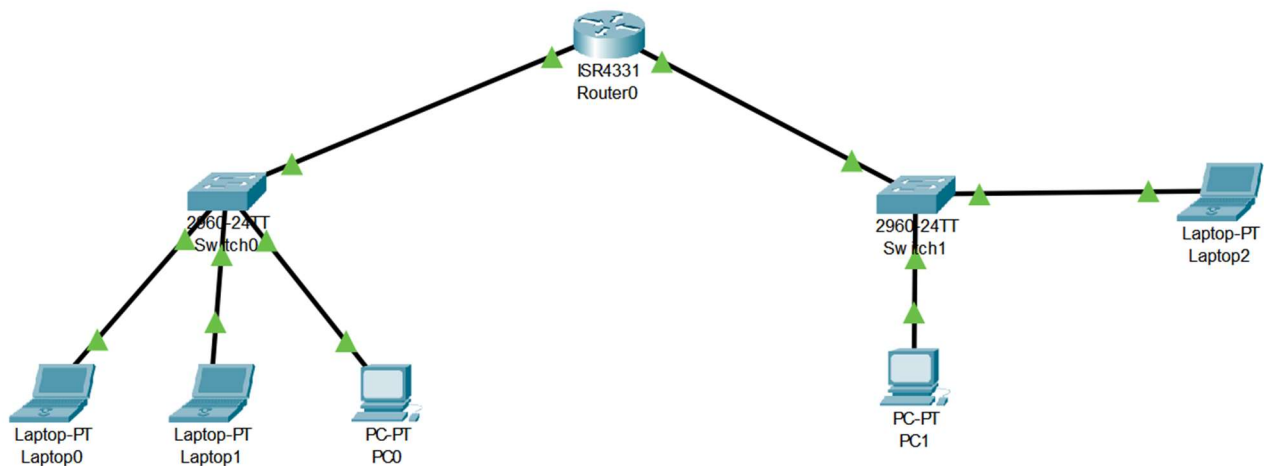 ISR4331
Router0
2960-24TT
Switch0
2960-24TT
Switch1
Laptop-PT
Laptop2
Laptop-PT
Laptop0
Laptop-PT
Laptop1
PC-PT
PC0
PC-PT
PC1